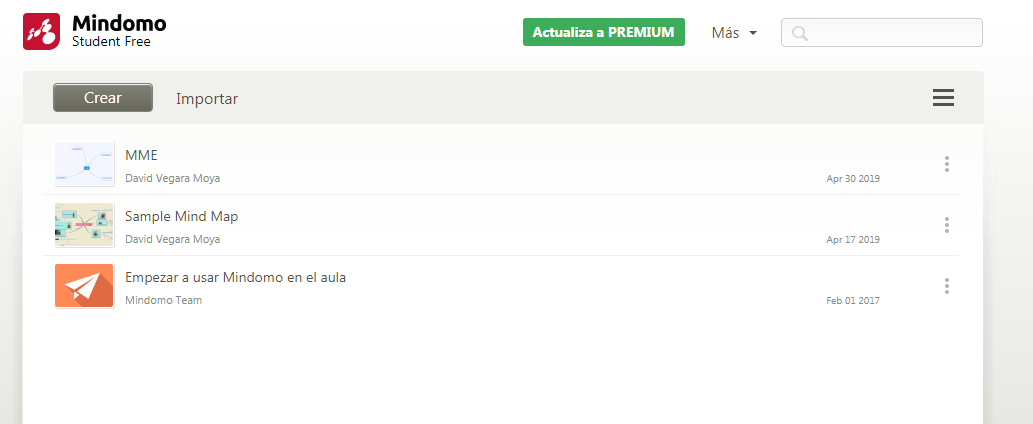 Mindomo
Student Free
Actualiza a PREMIUM
Más
Crear
Importar
MME
David Vegara Moya
Apr 30 2019
Sample Mind Map
David Vegara Moya
Apr 17 2019
Empezar a usar Mindomo en el aula
Mindomo Team
Feb 01 2017